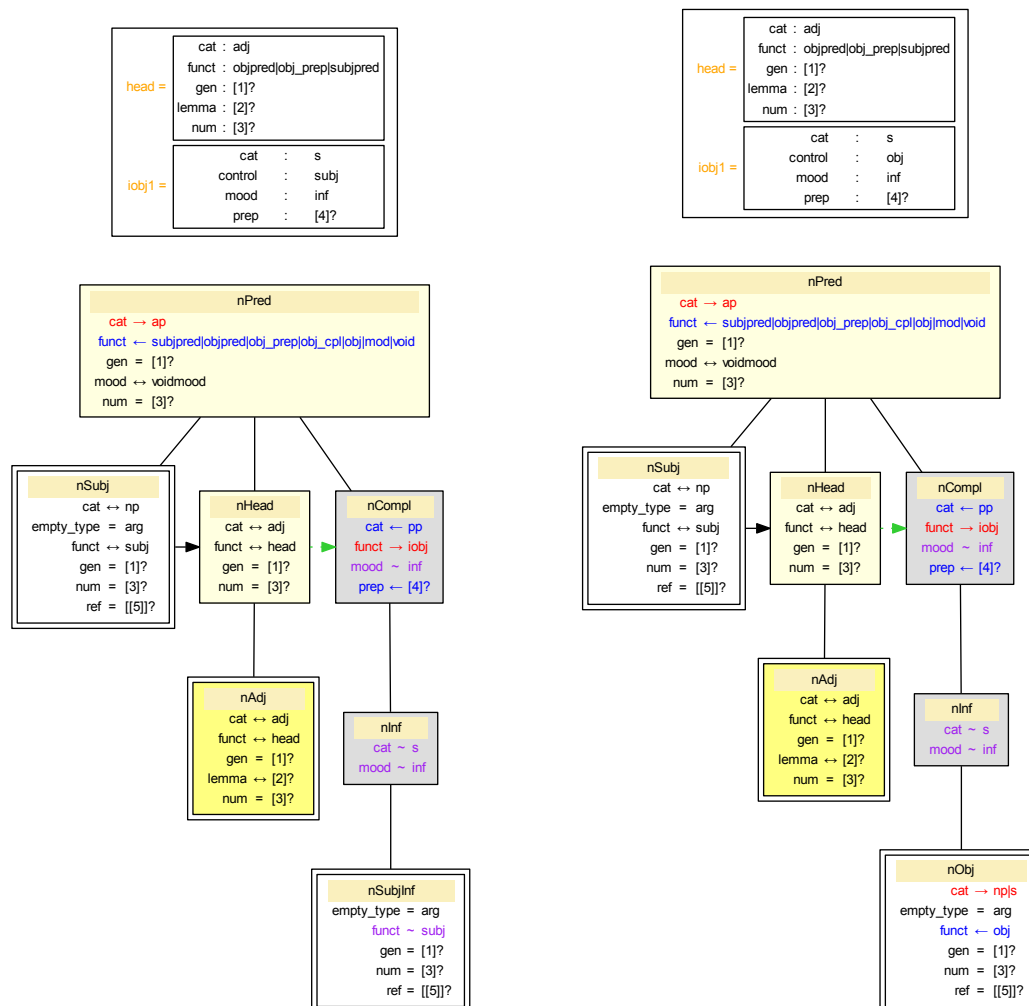 head =
cat : adj
funct : objpred|obj_prep|subjpred
gen : [1]?
lemma : [2]?
num : [3]?
iobj1 =
cat : s
control : subj
mood : inf
prep : [4]?
nPred
cat → ap
funct ← subjpred|objpred|obj_prep|obj_cpl|obj|mod|void
gen = [1]?
mood ↔ voidmood
num = [3]?
nSubj
cat ↔ np
empty_type = arg
funct ↔ subj
gen = [1]?
num = [3]?
ref = [[5]]?
nHead
cat ↔ adj
funct ↔ head
gen = [1]?
num = [3]?
nCompl
cat ← pp
funct → iobj
mood ~ inf
prep ← [4]?
nAdj
cat ↔ adj
funct ↔ head
gen = [1]?
lemma ↔ [2]?
num = [3]?
nInf
cat ~ s
mood ~ inf
nSubjInf
empty_type = arg
funct ~ subj
gen = [1]?
num = [3]?
ref = [[5]]?
head =
cat : adj
funct : objpred|obj_prep|subjpred
gen : [1]?
lemma : [2]?
num : [3]?
iobj1 =
cat : s
control : obj
mood : inf
prep : [4]?
nPred
cat → ap
funct ← subjpred|objpred|obj_prep|obj_cpl|obj|mod|void
gen = [1]?
mood ↔ voidmood
num = [3]?
nSubj
cat ↔ np
empty_type = arg
funct ↔ subj
gen = [1]?
num = [3]?
ref = [[5]]?
nHead
cat ↔ adj
funct ↔ head
gen = [1]?
num = [3]?
nCompl
cat ← pp
funct → iobj
mood ~ inf
prep ← [4]?
nAdj
cat ↔ adj
funct ↔ head
gen = [1]?
lemma ↔ [2]?
num = [3]?
nInf
cat ~ s
mood ~ inf
nObj
cat → np|s
empty_type = arg
funct ← obj
gen = [1]?
num = [3]?
ref = [[5]]?